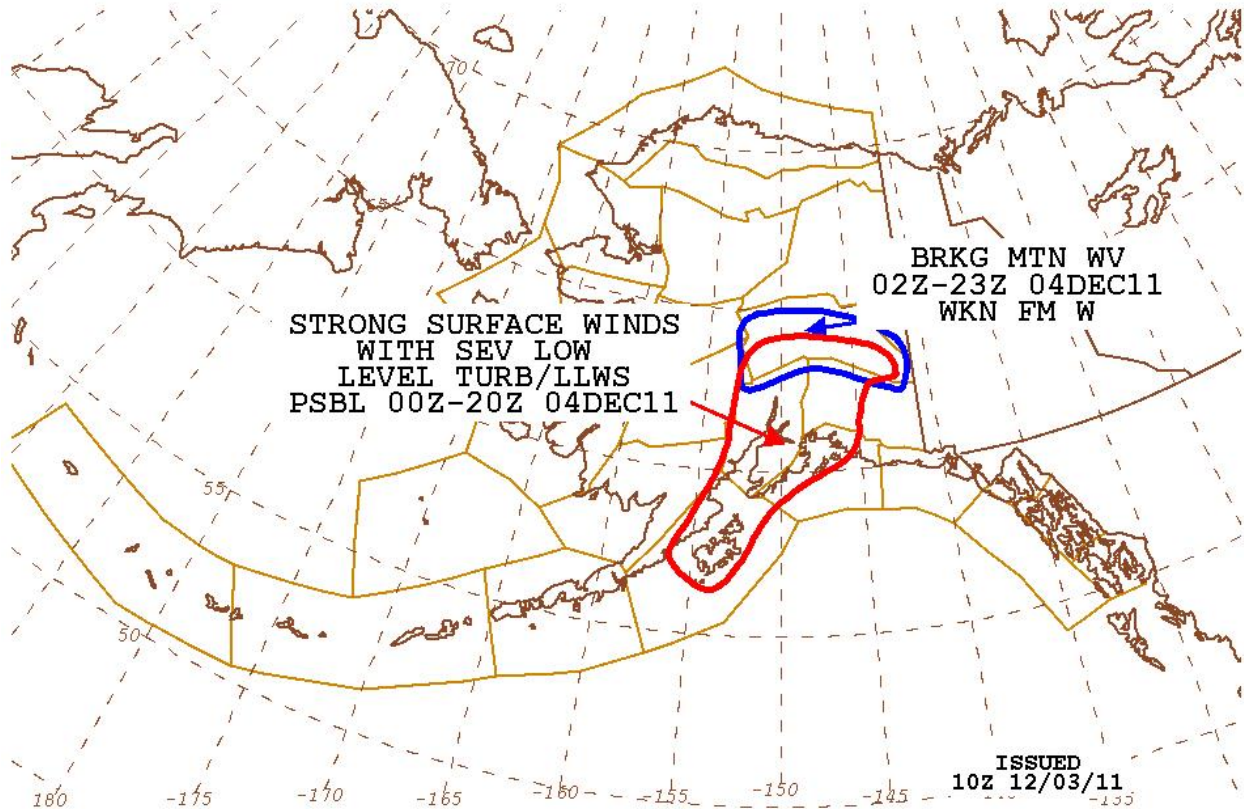 70
65
BRKG MTN WV
02Z-23Z 04DEC11
WKN FM W
STRONG SURFACE WINDS
WITH SEV LOW
LEVEL TURB/LLWS
PSBL 00Z-20Z 04DEC11
55
50
ISSUED
10Z 12/03/11
180
-175
-170
-165
-160
-155
-150
-145
-135